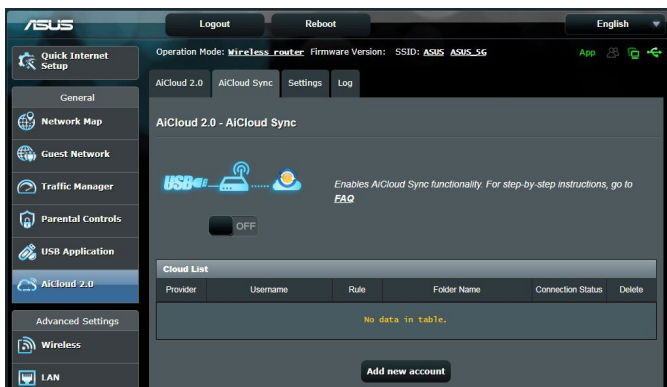 ASUS
Logout
Reboot
English
Quick Internet
Setup
Operation Mode: Wireless router Firmware Version: SSID: ASUS ASUS_5G
App
General
Network Map
Guest Network
Traffic Manager
Parental Controls
USB Application
AiCloud 2.0
Advanced Settings
Wireless
LAN
AiCloud 2.0 AiCloud Sync Settings Log
AiCloud 2.0 - AiCloud Sync
USB
Enables AiCloud Sync functionality. For step-by-step instructions, go to
FAQ
OFF
Cloud List
Provider Username Rule Folder Name Connection Status Delete
No data in table.
Add new account